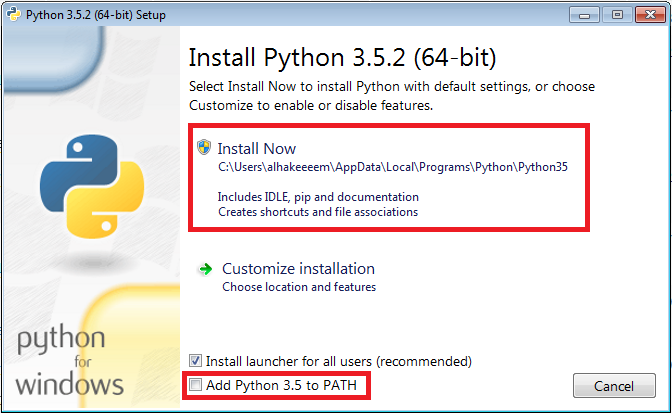 Python 3.5.2 (64-bit) Setup
Install Python 3.5.2 (64-bit)
Select Install Now to install Python with default settings, or choose
Customize to enable or disable features.
Install Now
C:\Users\alhakeeeem\AppData\Local\Programs\Python\Python35
Includes IDLE, pip and documentation
Creates shortcuts and file associations
Customize installation
Choose location and features
Install launcher for all users (recommended)
Add Python 3.5 to PATH
Cancel
python
for
windows